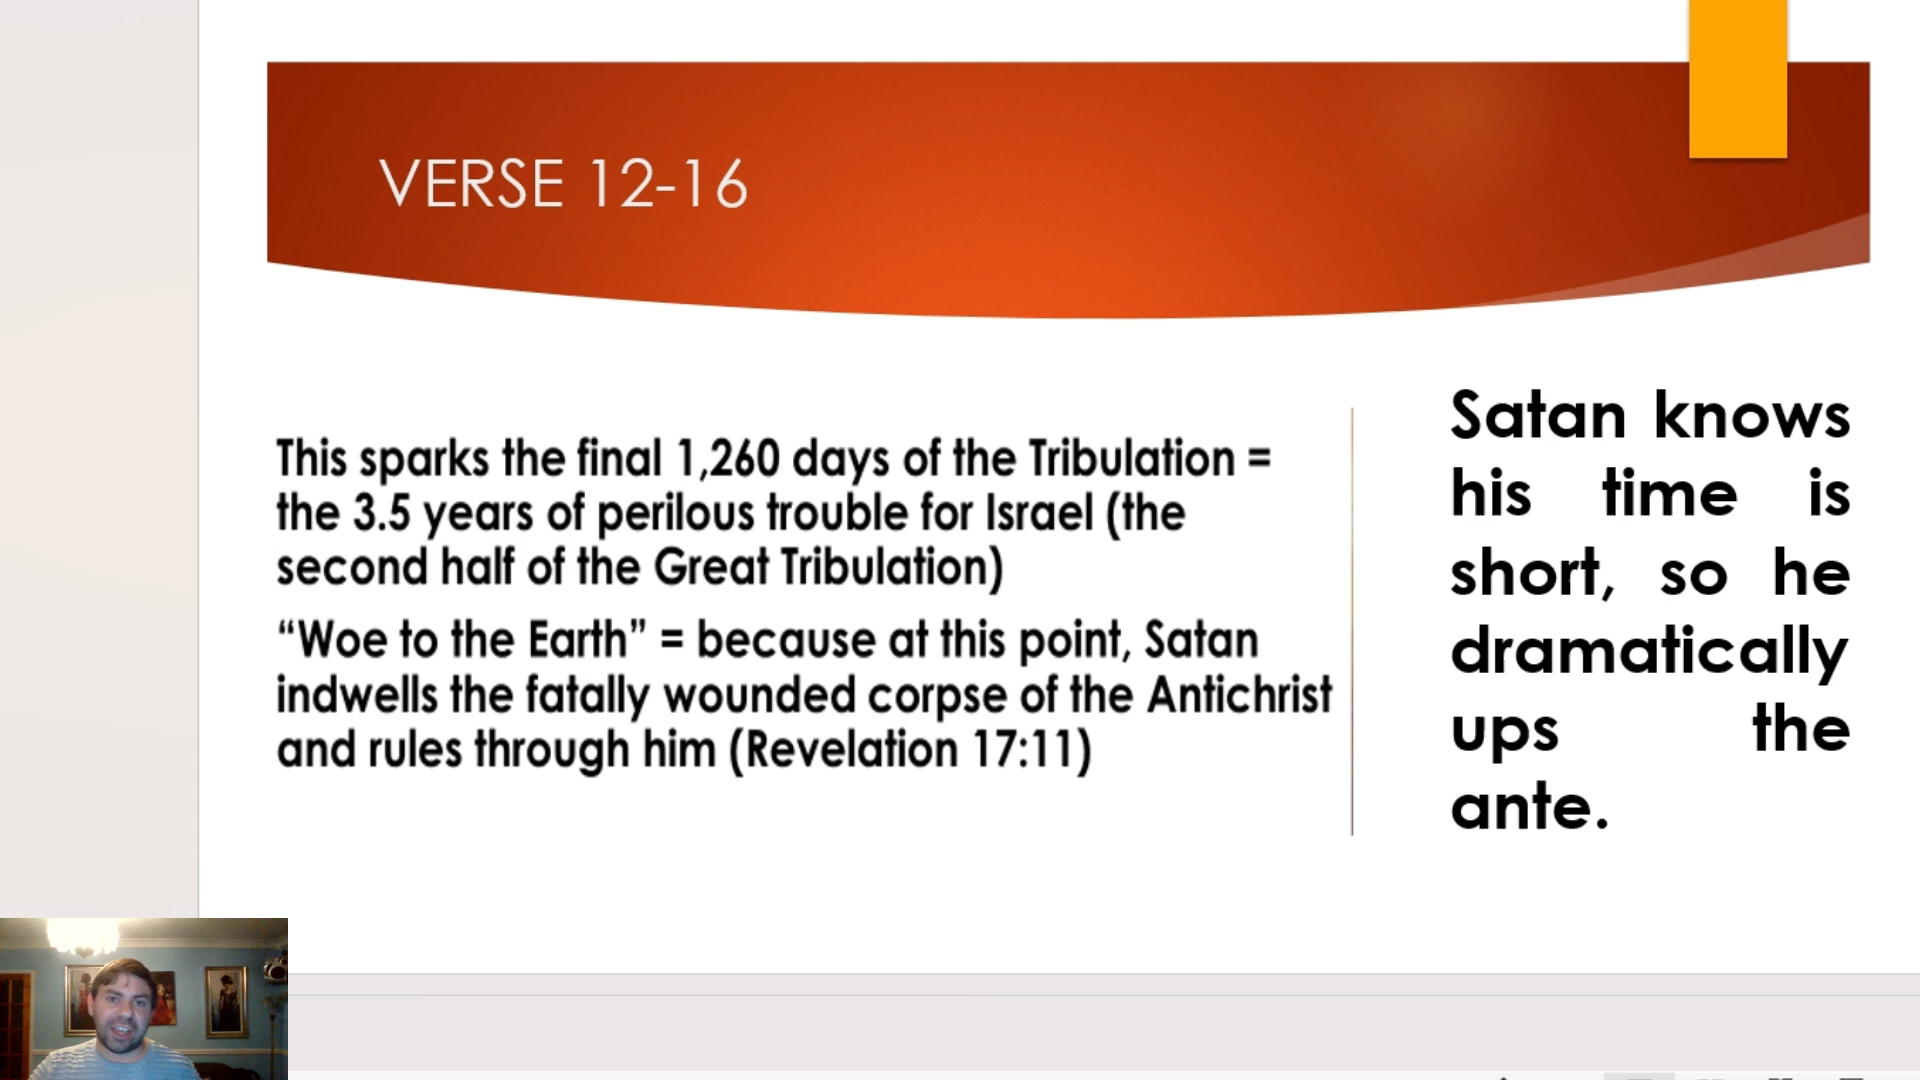 VERSE 12-16
This sparks the final 1,260 days of the Tribulation =
the 3.5 years of perilous trouble for Israel (the
second half of the Great Tribulation)
“Woe to the Earth” = because at this point, Satan
indwells the fatally wounded corpse of the Antichrist
and rules through him (Revelation 17:11)
Satan knows
his time is
short, so he
dramatically
ups the
ante.